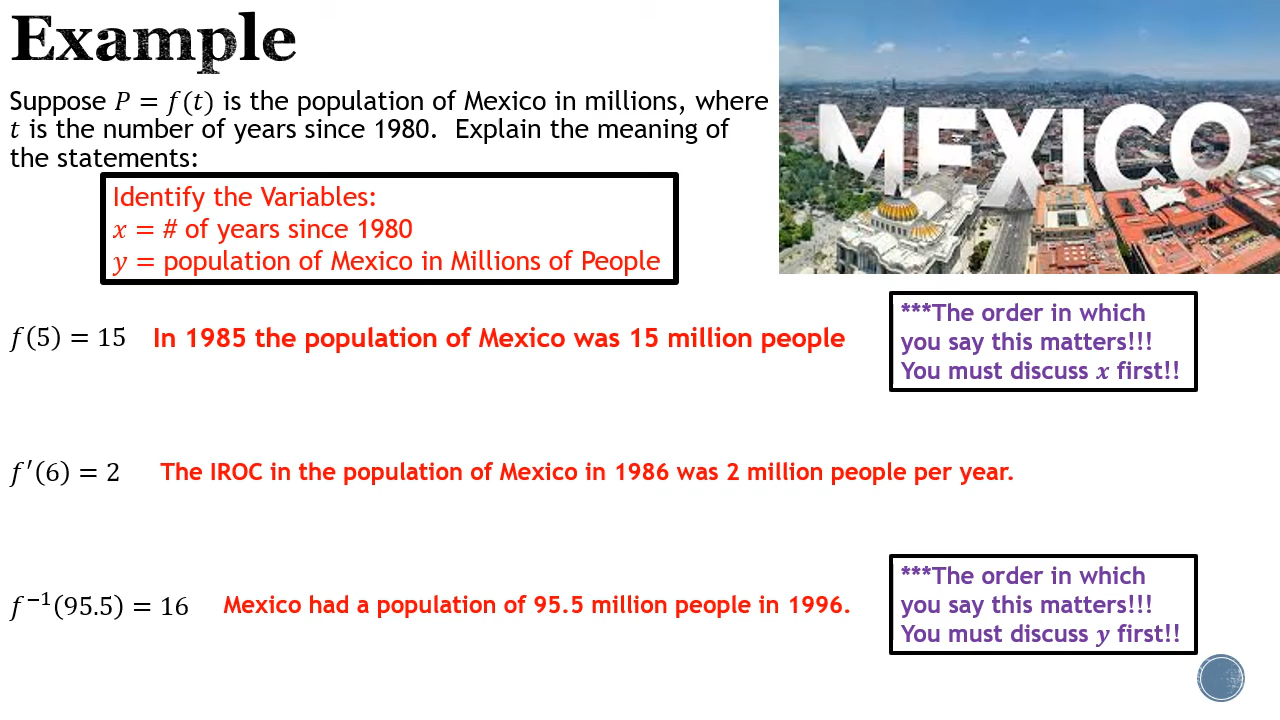 Example
Suppose P = f(t) is the population of Mexico in millions, where
t is the number of years since 1980. Explain the meaning of
the statements:
Identify the Variables:
x = # of years since 1980
y = population of Mexico in Millions of People
MEXICO
f(5) = 15 In 1985 the population of Mexico was 15 million people
***The order in which
you say this matters!!!
You must discuss x first!!
f′(6) = 2 The IROC in the population of Mexico in 1986 was 2 million people per year.
f⁻¹(95.5) = 16 Mexico had a population of 95.5 million people in 1996.
***The order in which
you say this matters!!!
You must discuss y first!!